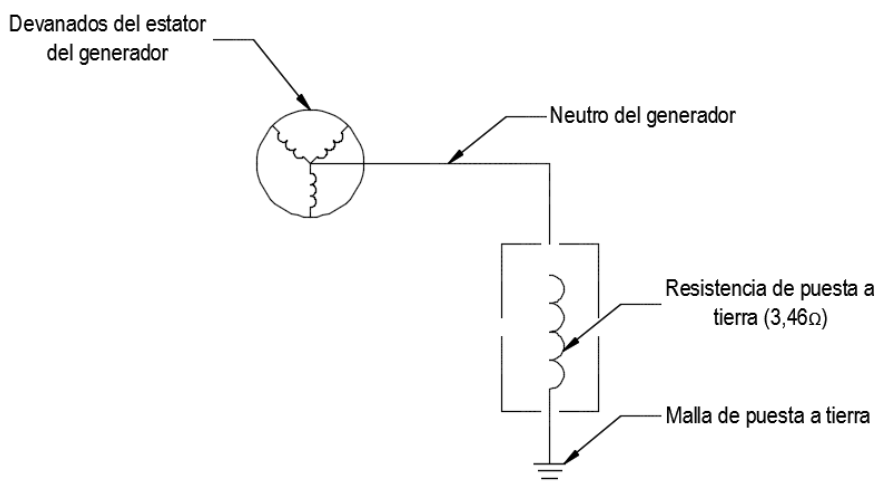 Devanados del estator
del generador
Neutro del generador
Resistencia de puesta a
tierra (3,46Ω)
Malla de puesta a tierra